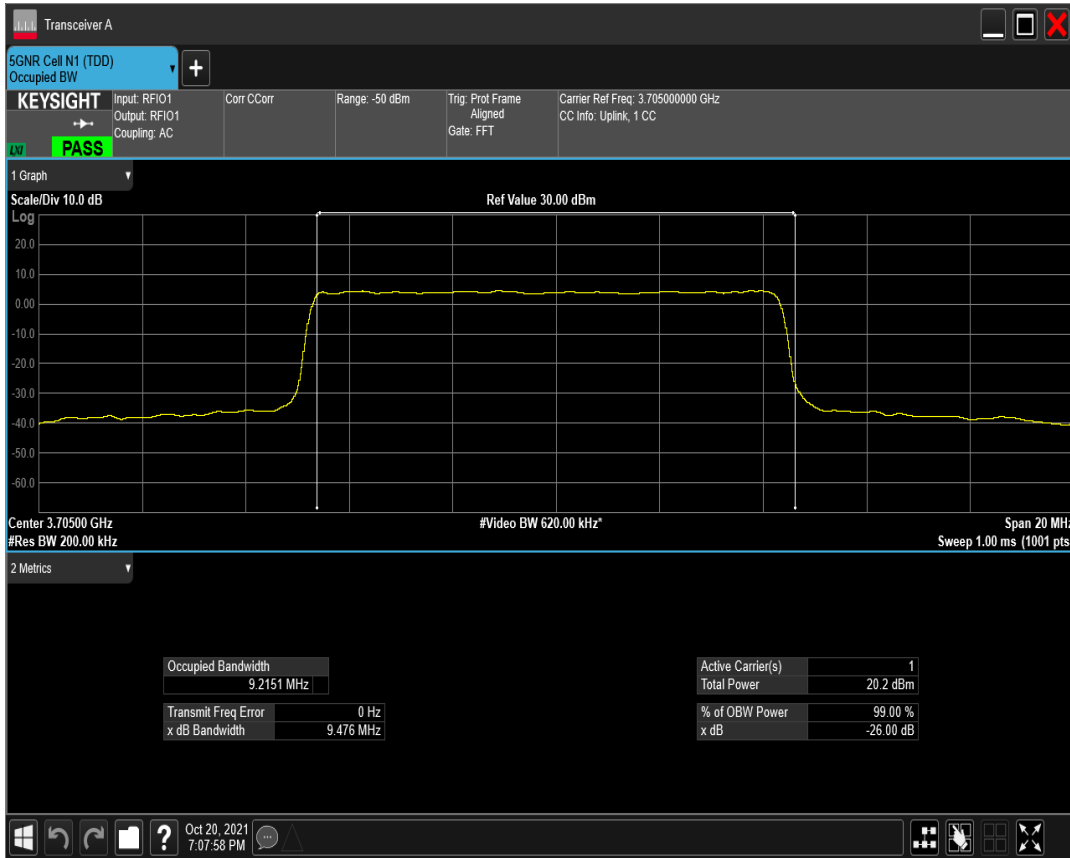 Transceiver A
5GNR Cell N1 (TDD)
Occupied BW
+
KEYSIGHT
LXI
PASS
Input: RFIO1
Output: RFIO1
Coupling: AC
Corr CCorr
Range: -50 dBm
Trig: Prot Frame
Aligned
Gate: FFT
Carrier Ref Freq: 3.705000000 GHz
CC Info: Uplink, 1 CC
1 Graph
Scale/Div 10.0 dB
Ref Value 30.00 dBm
Log
20.0
10.0
0.00
-10.0
-20.0
-30.0
-40.0
-50.0
-60.0
Center 3.70500 GHz
#Video BW 620.00 kHz*
Span 20 MHz
#Res BW 200.00 kHz
Sweep 1.00 ms (1001 pts
2 Metrics
Occupied Bandwidth
9.2151 MHz
Transmit Freq Error 0 Hz
x dB Bandwidth 9.476 MHz
Active Carrier(s) 1
Total Power 20.2 dBm
% of OBW Power 99.00 %
x dB -26.00 dB
?
Oct 20, 2021
7:07:58 PM